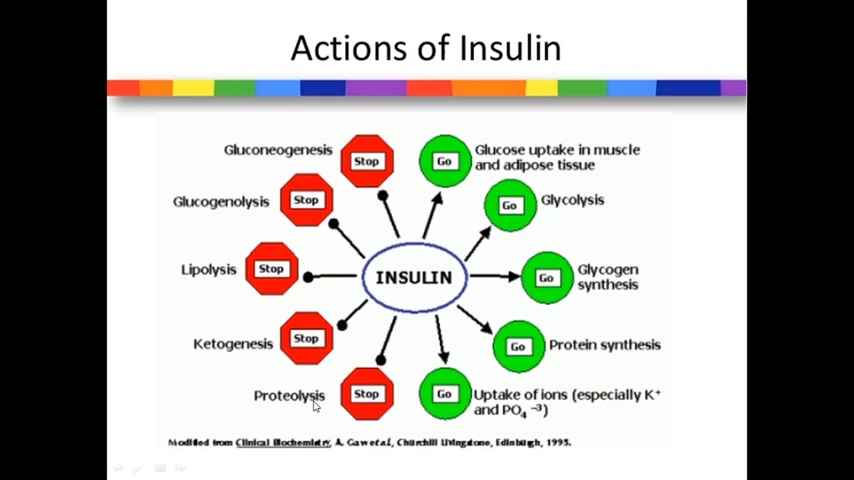 Actions of Insulin
Gluconeogenesis
Stop
Go
Glucose uptake in muscle
and adipose tissue
Glucogenolysis
Stop
Go
Glycolysis
Lipolysis
Stop
INSULIN
Go
Glycogen
synthesis
Ketogenesis
Stop
Go
Protein synthesis
Proteolysis
Stop
Go
Uptake of ions (especially K⁺
and PO₄ ⁻³)
Modified from Clinical Biochemistry, A. Gaw et al, Churchill Livingstone, Edinburgh, 1995.